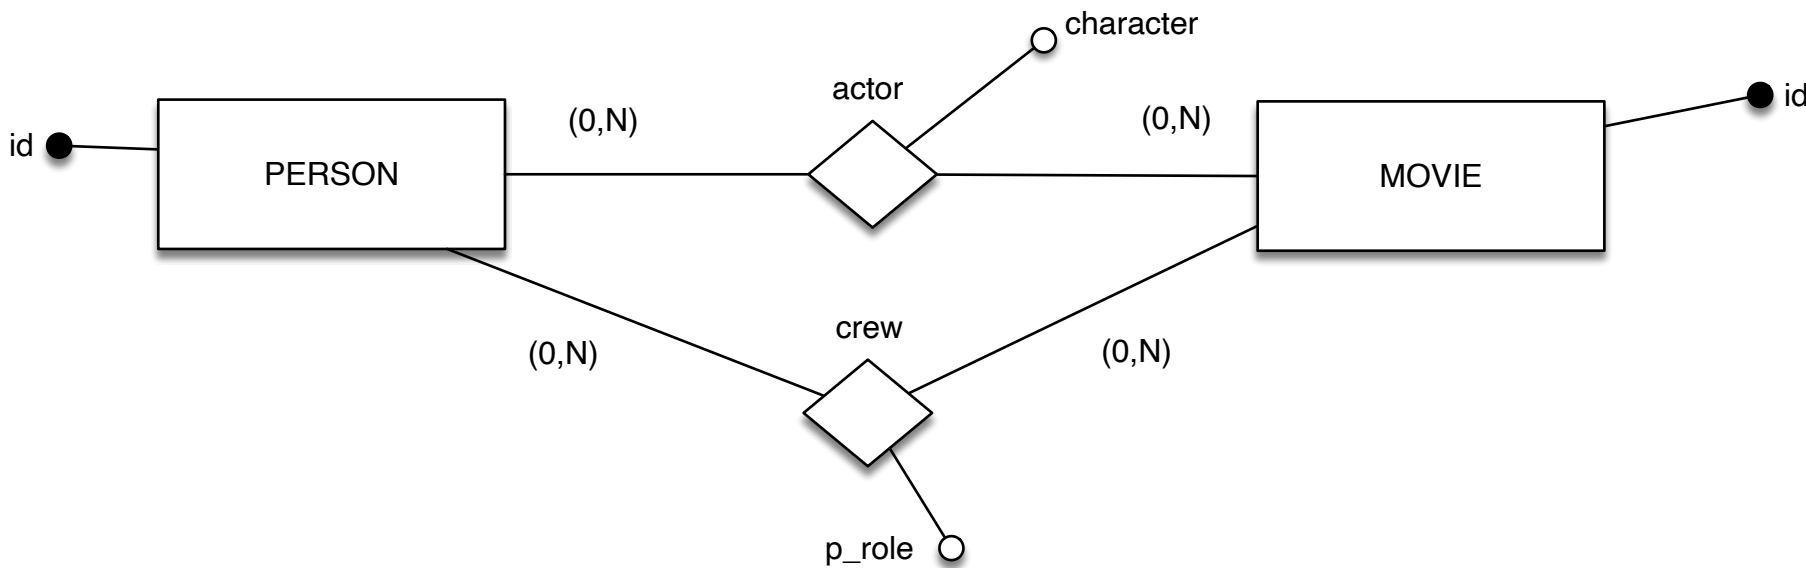 character
actor
id
(0,N)
(0,N)
id
PERSON
MOVIE
crew
(0,N)
(0,N)
p_role